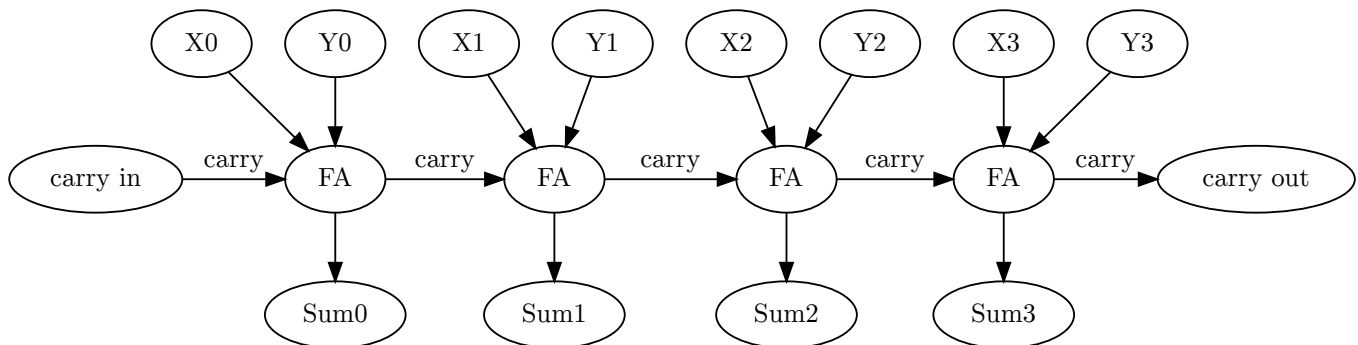 X0 Y0 X1 Y1 X2 Y2 X3 Y3
carry carry carry carry carry
carry in FA FA FA FA carry out
Sum0 Sum1 Sum2 Sum3